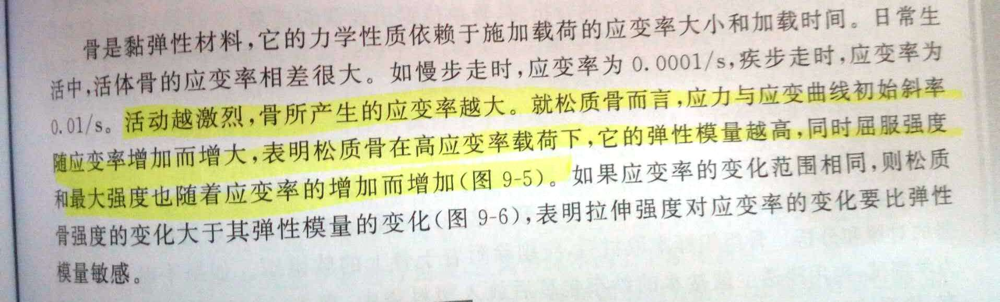 骨是黏弹性材料,它的力学性质依赖于施加载荷的应变率大小和加载时间。日常生
活中,活体骨的应变率相差很大。如慢步走时,应变率为 0.0001/s,疾步走时,应变率为
0.01/s。活动越激烈,骨所产生的应变率越大。就松质骨而言,应力与应变曲线初始斜率
随应变率增加而增大,表明松质骨在高应变率载荷下,它的弹性模量越高,同时屈服强度
和最大强度也随着应变率的增加而增加(图 9-5)。如果应变率的变化范围相同,则松质
骨强度的变化大于其弹性模量的变化(图 9-6),表明拉伸强度对应变率的变化要比弹性
模量敏感。